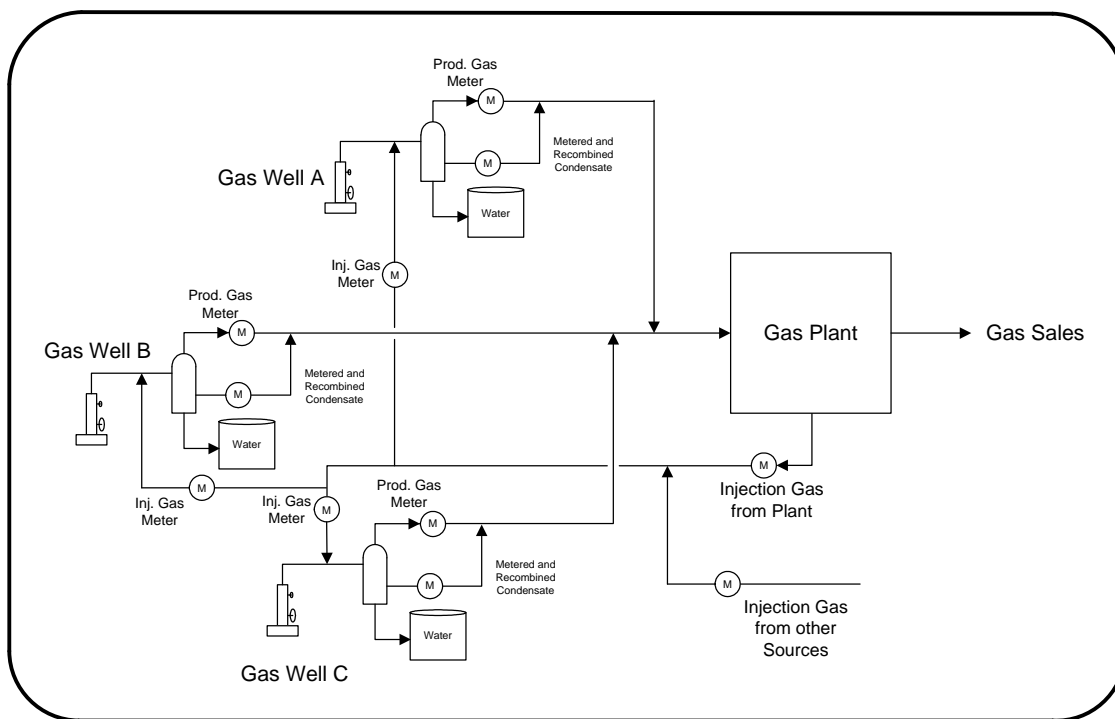 Prod. Gas
Meter
M
Metered and
Recombined
Condensate
M
Gas Well A
Water
Inj. Gas
Meter
M
Prod. Gas
Meter
M
Gas Plant
Gas Sales
Gas Well B
Metered and
Recombined
Condensate
M
Water
M
Injection Gas
from Plant
Inj. Gas
Meter
M
Inj. Gas
Meter
M
Prod. Gas
Meter
M
Metered and
Recombined
Condensate
M
Water
M
Injection Gas
from other
Sources
Gas Well C